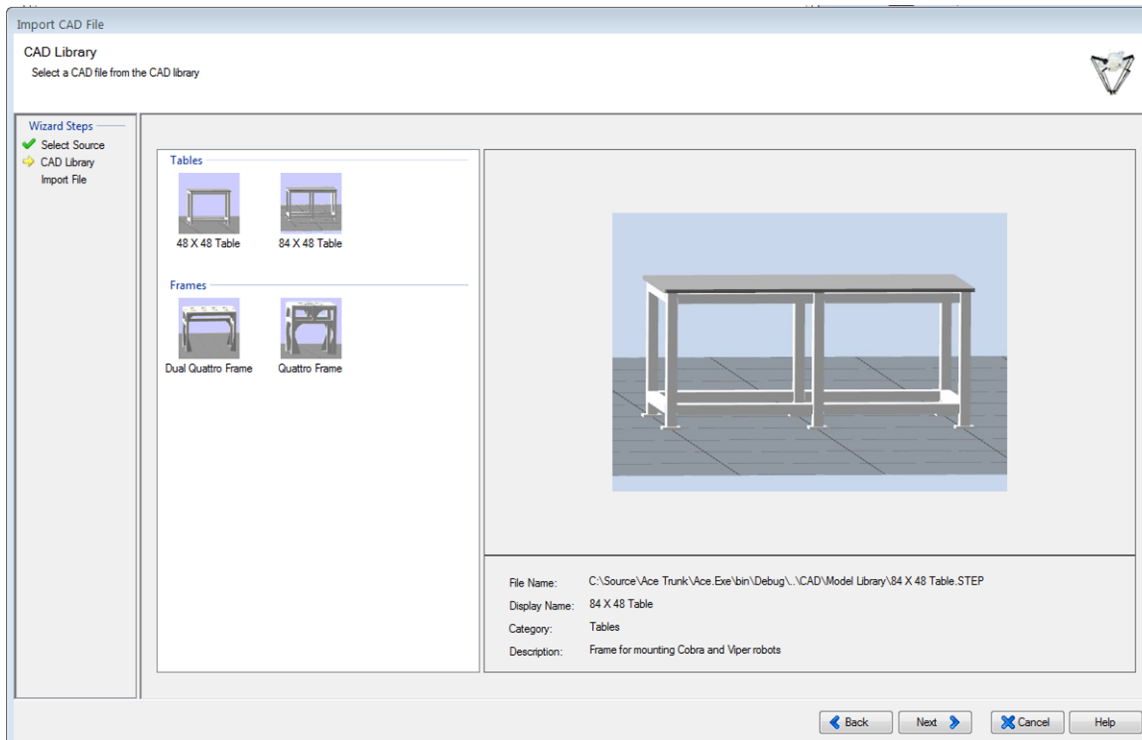 Import CAD File
CAD Library
Select a CAD file from the CAD library
Wizard Steps
Select Source
CAD Library
Import File
Tables
48 X 48 Table
84 X 48 Table
Frames
Dual Quattro Frame
Quattro Frame
File Name: C:\Source\Ace Trunk\Ace.Exe\bin\Debug\..\CAD\Model Library\84 X 48 Table.STEP
Display Name: 84 X 48 Table
Category: Tables
Description: Frame for mounting Cobra and Viper robots
Back
Next
Cancel
Help